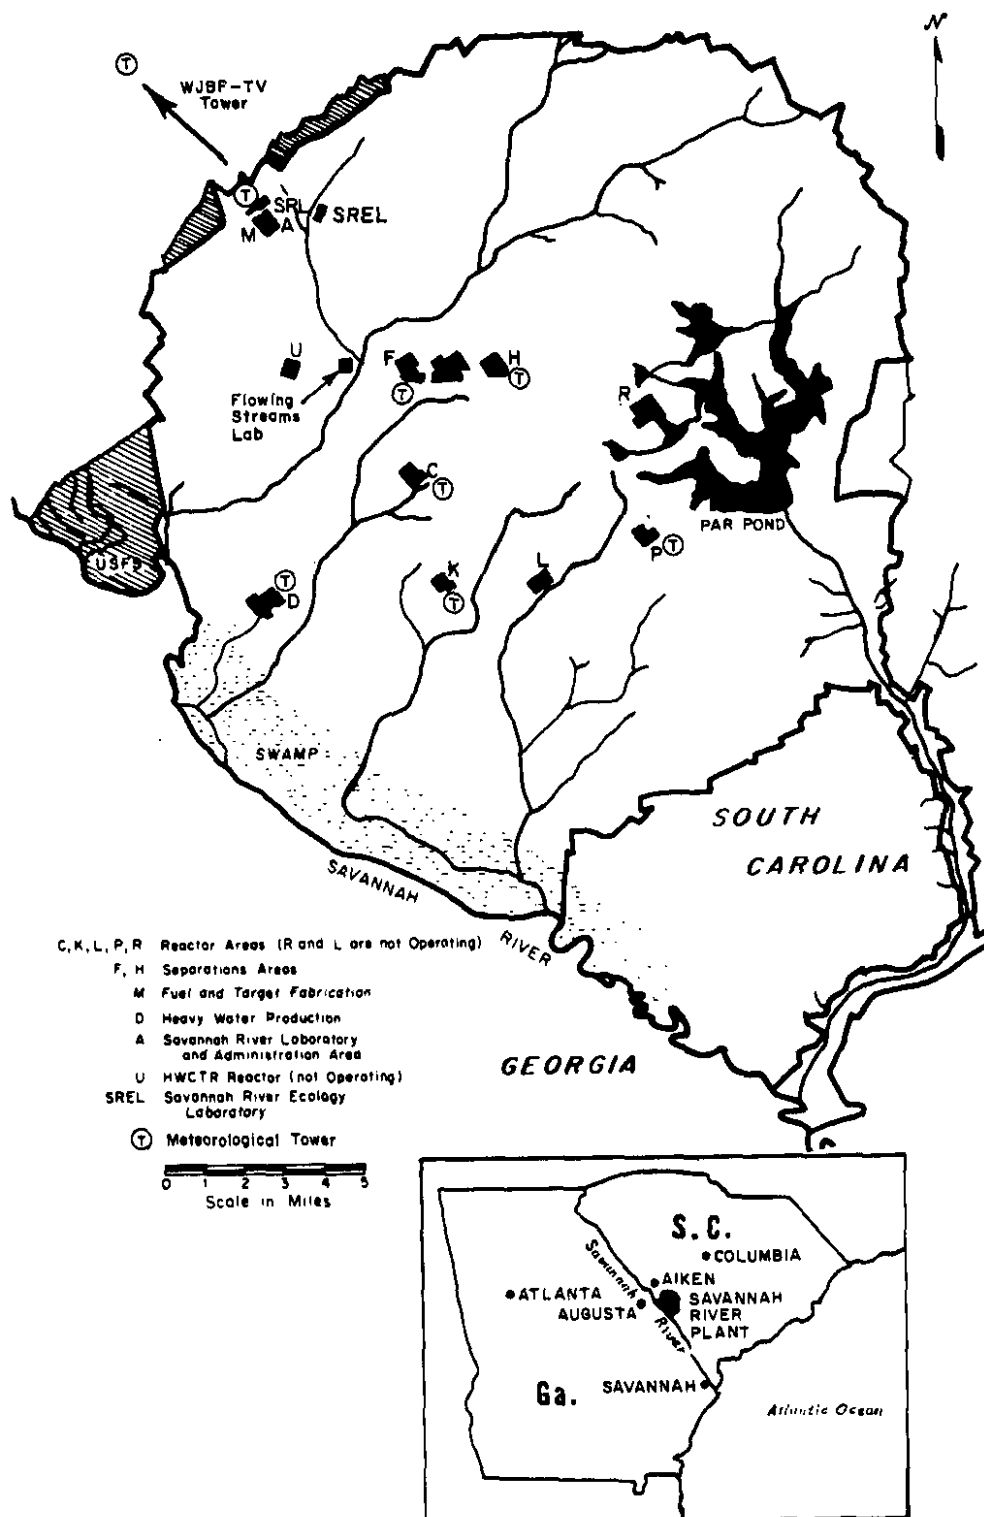 N
T
WJBF-TV
Tower
T
SRL
SREL
M
A
U
F
H
T
T
R
Flowing
Streams
Lab
C
T
PAR POND
P
T
USFS
K
L
T
D
T
SWAMP
SOUTH
CAROLINA
SAVANNAH
RIVER
C, K, L, P, R Reactor Areas (R and L are not Operating)
F, H Separations Areas
M Fuel and Target Fabrication
D Heavy Water Production
A Savannah River Laboratory
and Administration Area
U HWCTR Reactor (not Operating)
SREL Savannah River Ecology
Laboratory
T Meteorological Tower
0 1 2 3 4 5
Scale in Miles
GEORGIA
S.C.
COLUMBIA
Savannah
River
AIKEN
ATLANTA
AUGUSTA
SAVANNAH
RIVER
PLANT
Ga.
SAVANNAH
Atlantic Ocean